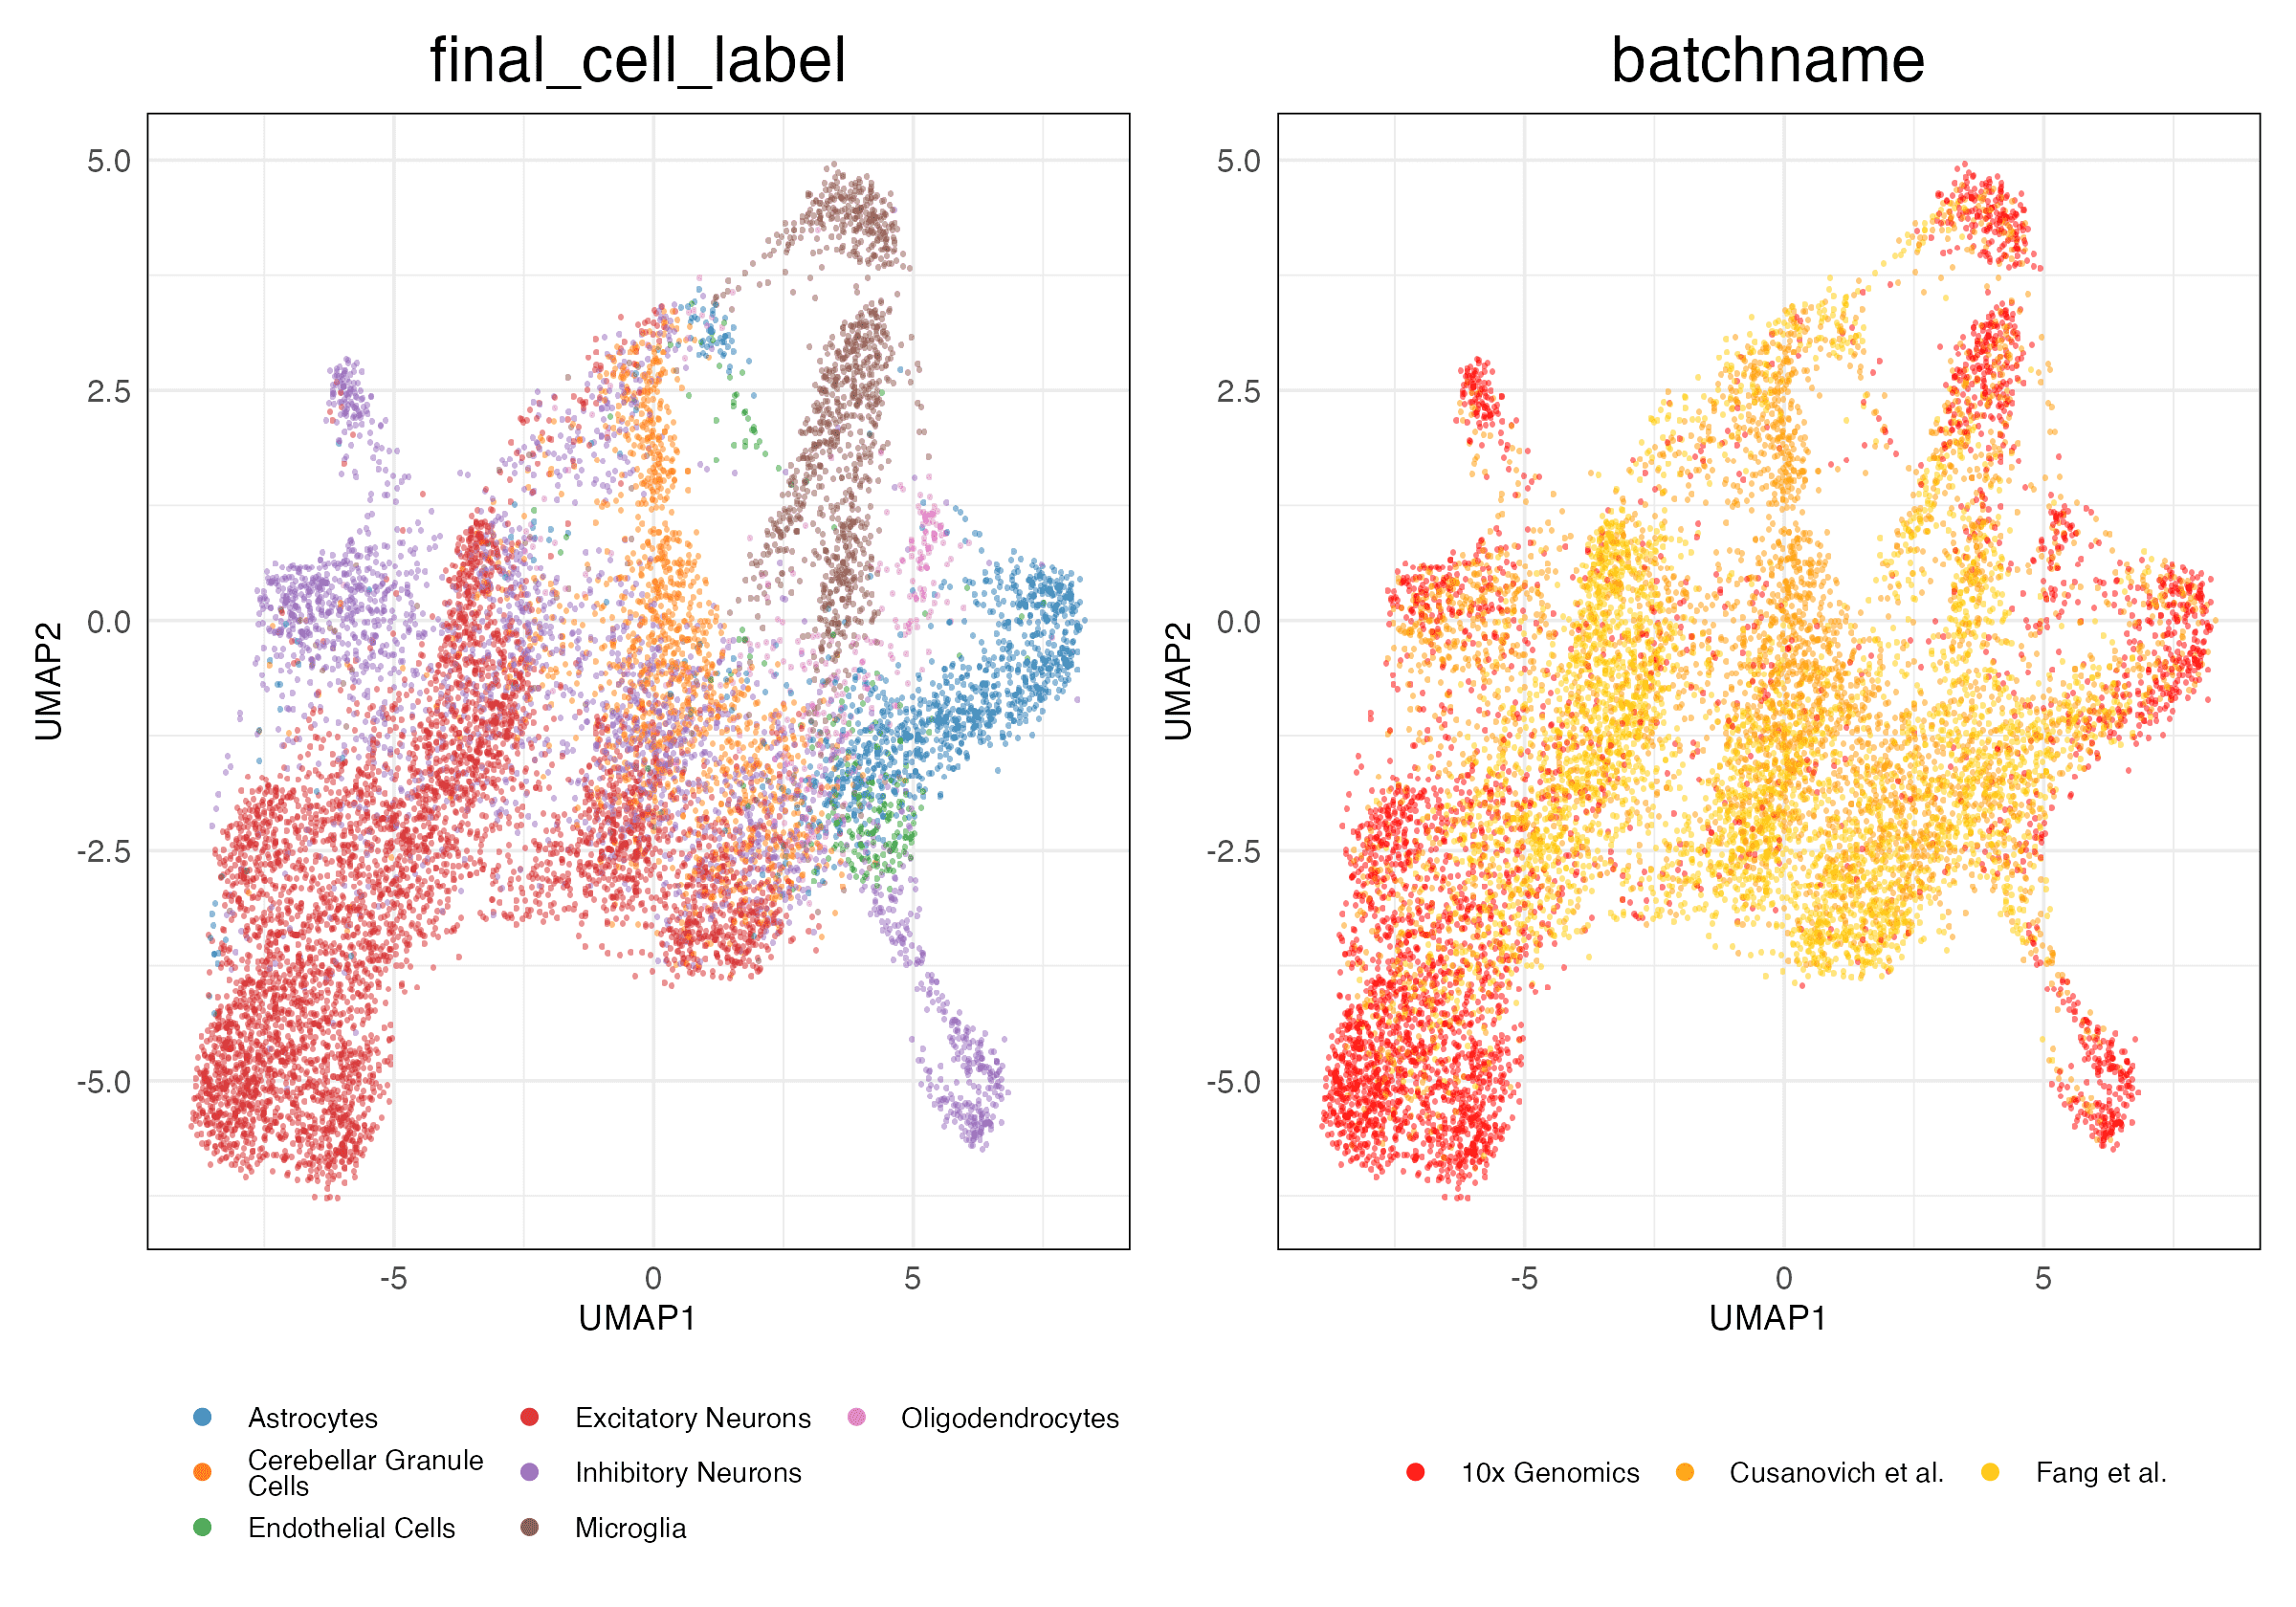 final_cell_label
5.0
2.5
0.0
-2.5
-5.0
UMAP2
-5 0 5
UMAP1
Astrocytes
Cerebellar Granule
Cells
Endothelial Cells
Excitatory Neurons
Inhibitory Neurons
Microglia
Oligodendrocytes
batchname
5.0
2.5
0.0
-2.5
-5.0
UMAP2
-5 0 5
UMAP1
10x Genomics Cusanovich et al. Fang et al.